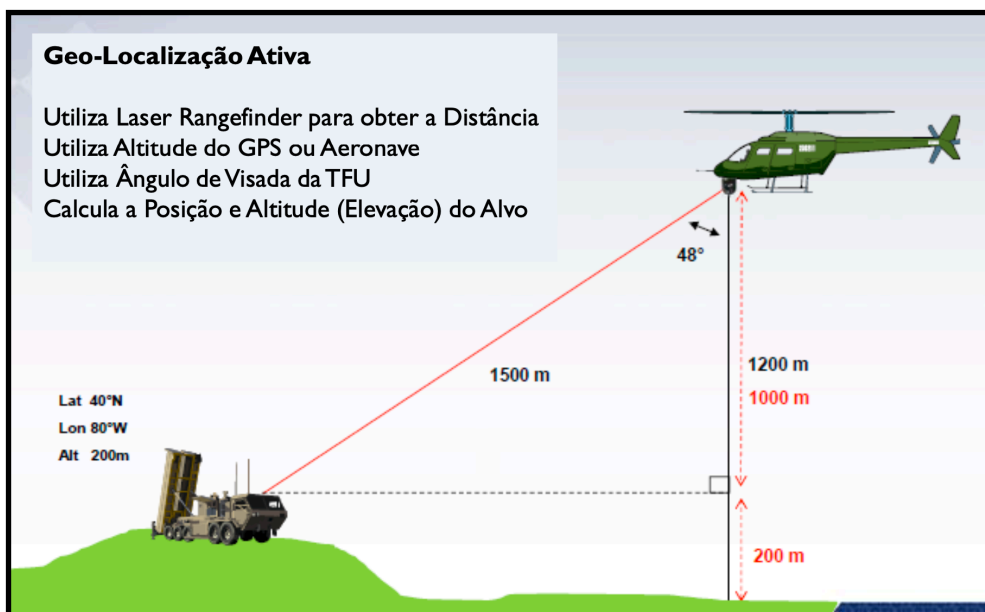 Geo-Localização Ativa
Utiliza Laser Rangefinder para obter a Distância
Utiliza Altitude do GPS ou Aeronave
Utiliza Ângulo de Visada da TFU
Calcula a Posição e Altitude (Elevação) do Alvo
48°
1500 m
1200 m
1000 m
Lat 40°N
Lon 80°W
Alt 200m
200 m